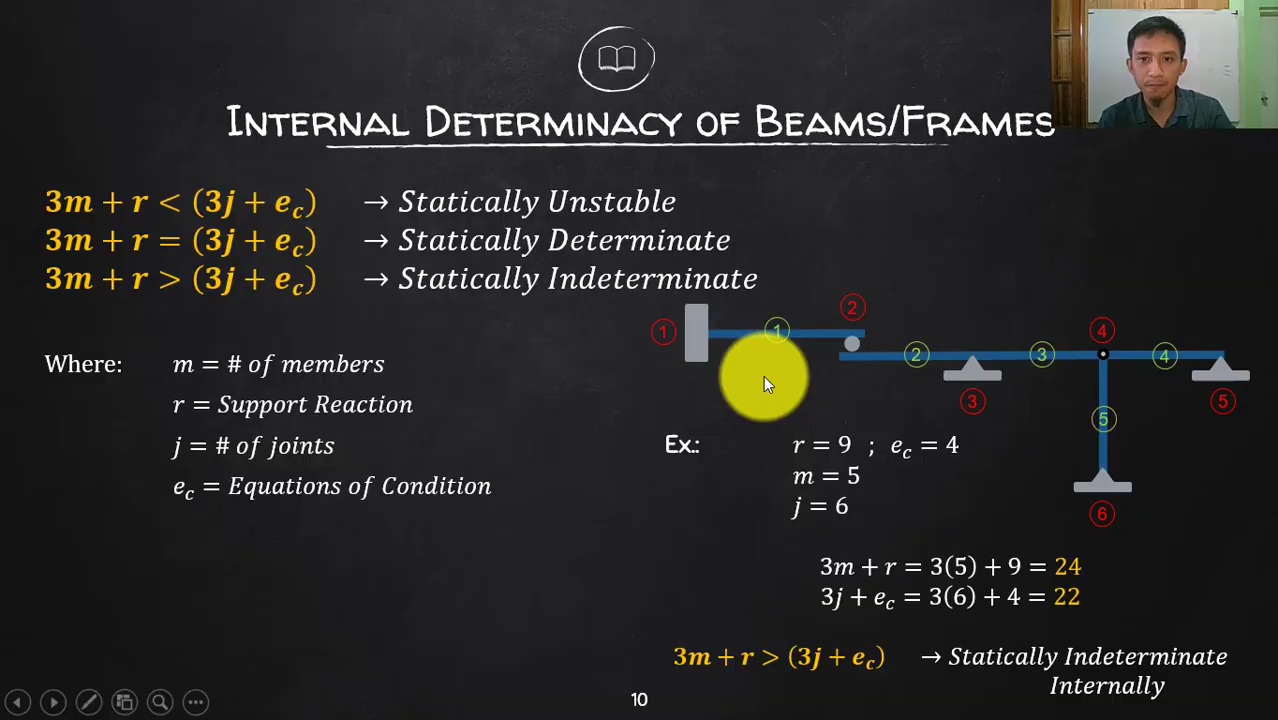 INTERNAL DETERMINACY OF BEAMS/FRAMES
3m + r < (3j + e_c) → Statically Unstable
3m + r = (3j + e_c) → Statically Determinate
3m + r > (3j + e_c) → Statically Indeterminate
Where: m = # of members
r = Support Reaction
j = # of joints
e_c = Equations of Condition
1 1 2 2 3 4 4
3 5
5
6
Ex.: r = 9 ; e_c = 4
m = 5
j = 6
3m + r = 3(5) + 9 = 24
3j + e_c = 3(6) + 4 = 22
3m + r > (3j + e_c) → Statically Indeterminate
Internally
10